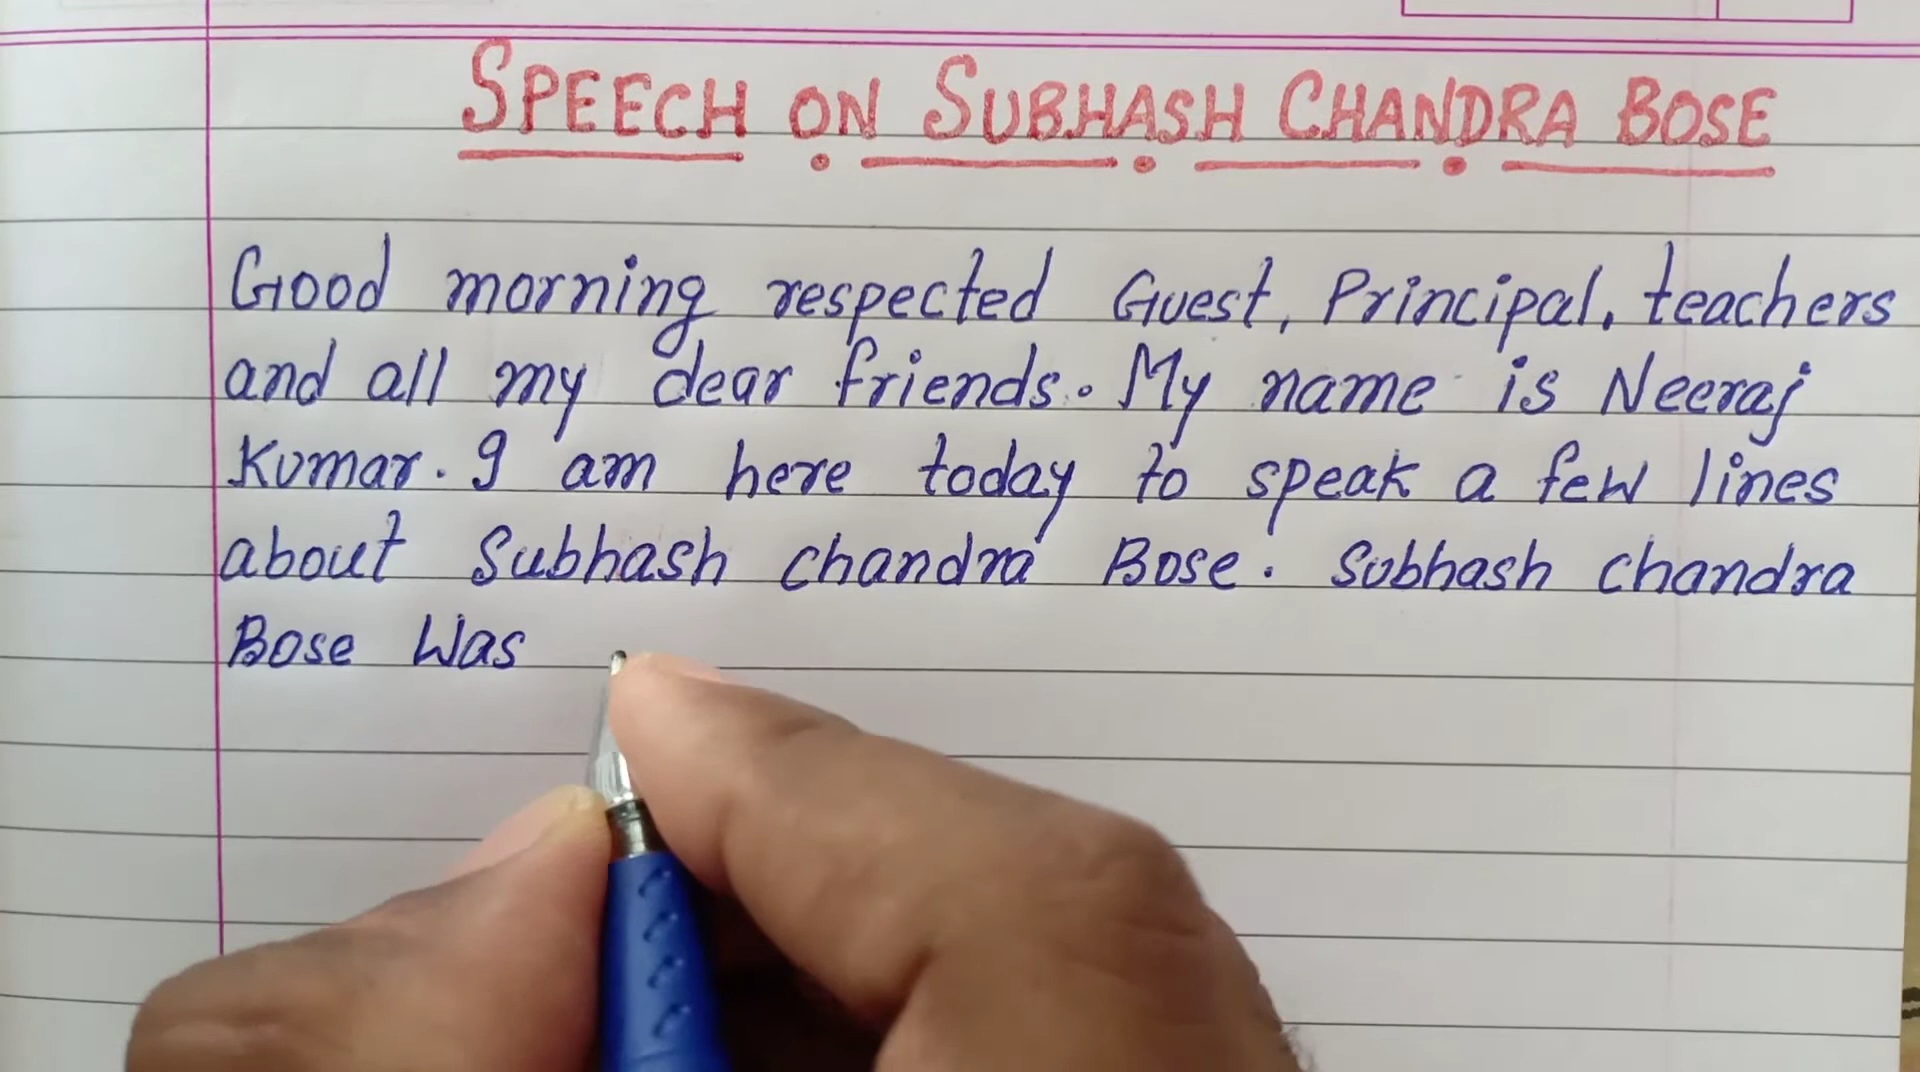 SPEECH ON SUBHASH CHANDRA BOSE
Good morning respected Guest, Principal, teachers
and all my dear friends. My name is Neeraj
Kumar. I am here today to speak a few lines
about Subhash chandra Bose. Subhash chandra
Bose Was